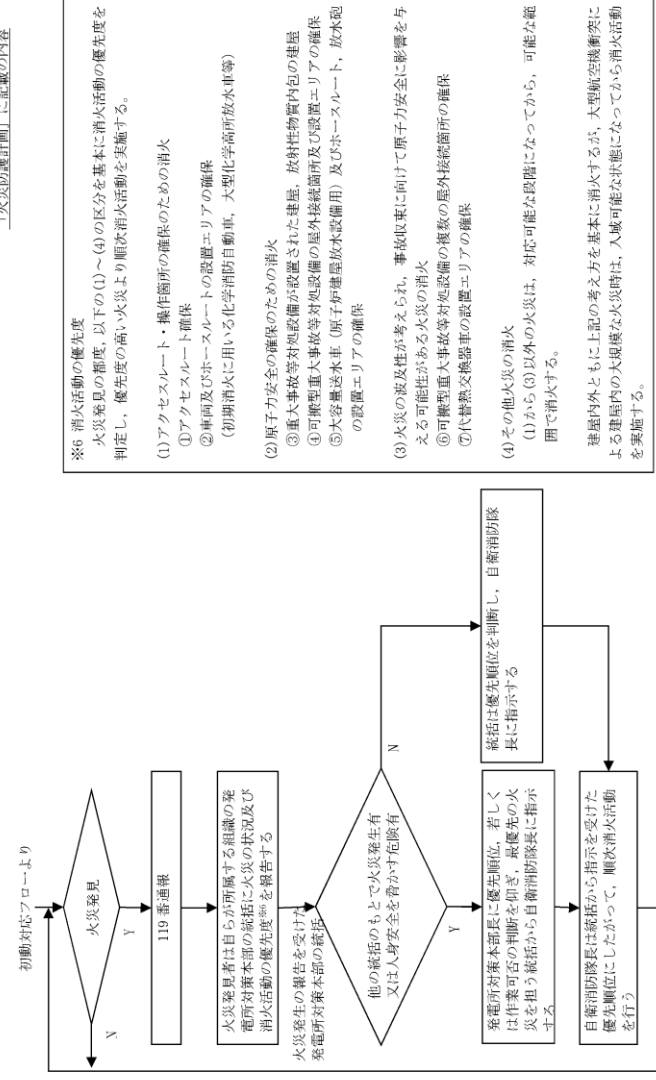 「火災防護計画」に記載の内容
初動対応フローより
火災発見
N
Y
119 番通報
火災発見者は自らが所属する組織の発
電所対策本部の統括に火災の状況及び
消火活動の優先度※6を報告する
火災発生の報告を受けた
発電所対策本部の統括
他の統括のもとで火災発生有
又は人身安全を脅かす危険有
N
Y
発電所対策本部長に優先順位，若しく
は作業可否の判断を仰ぎ，最優先の火
災を担う統括から自衛消防隊長に指示
する
統括は優先順位を判断し，自衛消防隊
長に指示する
自衛消防隊長は統括から指示を受けた
優先順位にしたがって，順次消火活動
を行う
※6 消火活動の優先度
火災発見の都度，以下の(1)～(4)の区分を基本に消火活動の優先度を
判定し，優先度の高い火災より順次消火活動を実施する。
(1)アクセスルート・操作箇所の確保のための消火
①アクセスルート確保
②車両及びホースルートの設置エリアの確保
（初期消火に用いる化学消防自動車，大型化学高所放水車等）
(2)原子力安全の確保のための消火
③重大事故等対処設備が設置された建屋，放射性物質内包の建屋
④可搬型重大事故等対処設備の屋外接続箇所及び設置エリアの確保
⑤大容量送水車（原子炉建屋放水設備用）及びホースルート，放水砲
の設置エリアの確保
(3)火災の波及性が考えられ，事故収束に向けて原子力安全に影響を与
える可能性がある火災の消火
⑥可搬型重大事故等対処設備の複数の屋外接続箇所の確保
⑦代替熱交換器車の設置エリアの確保
(4)その他火災の消火
(1)から(3)以外の火災は，対応可能な段階になってから，可能な範
囲で消火する。
建屋内外ともに上記の考え方を基本に消火するが，大型航空機衝突に
よる建屋内の大規模な火災時は，入域可能な状態になってから消火活動
を実施する。